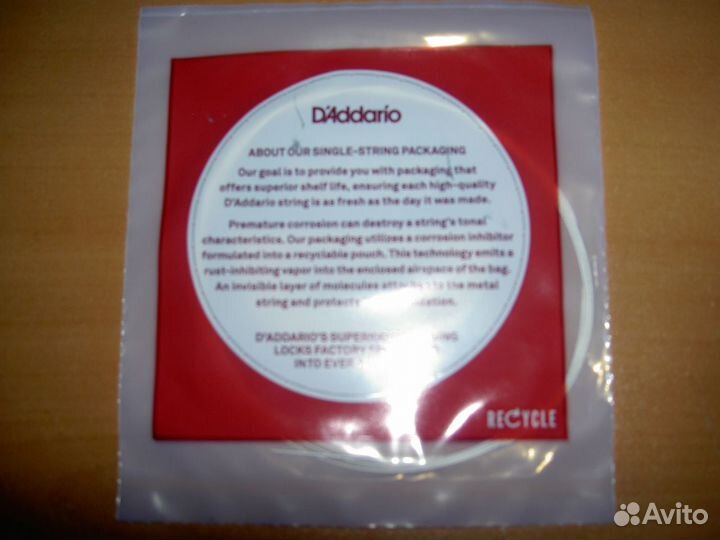 D'Addario
ABOUT OUR SINGLE-STRING PACKAGING
Our goal is to provide you with packaging that
offers superior shelf life, ensuring each high-quality
D'Addario string is as fresh as the day it was made.
Premature corrosion can destroy a string's tonal
characteristics. Our packaging utilizes a corrosion inhibitor
formulated into a recyclable pouch. This technology emits a
rust-inhibiting vapor into the enclosed airspace of the bag.
An invisible layer of molecules to the metal
string and
D'ADDARIO'S
LOCKS FACTORY
INTO
RECYCLE
Avito